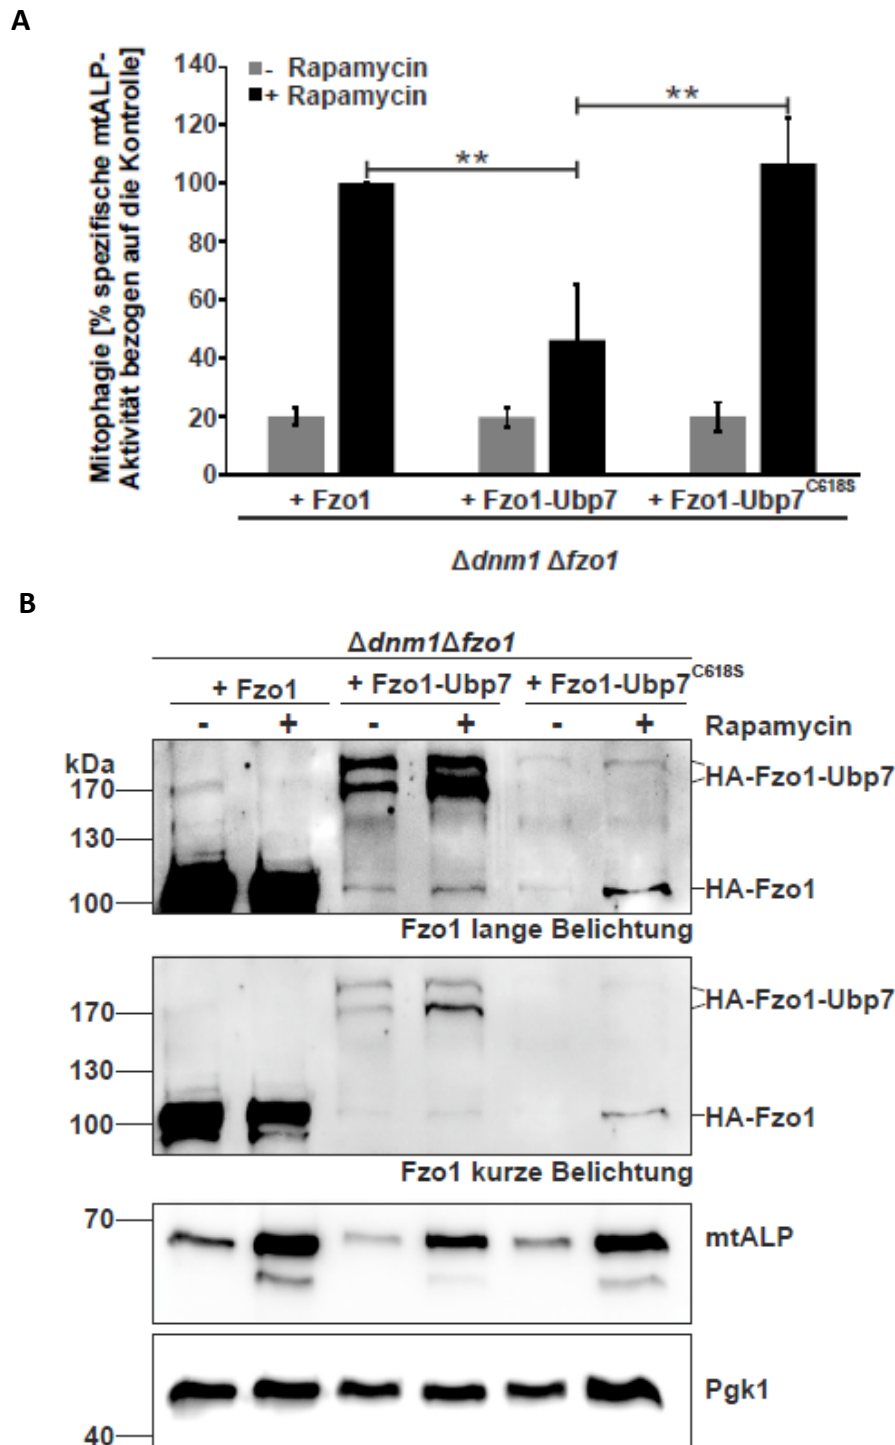 A
Mitophagie [% spezifische mtALP-
Aktivität bezogen auf die Kontrolle]
140
120
100
80
60
40
20
0
- Rapamycin
+ Rapamycin
**
**
+ Fzo1
+ Fzo1-Ubp7
+ Fzo1-Ubp7C618S
Δdnm1 Δfzo1
B
Δdnm1Δfzo1
+ Fzo1
+ Fzo1-Ubp7
+ Fzo1-Ubp7C618S
- + - + - + Rapamycin
kDa
170
130
100
HA-Fzo1-Ubp7
HA-Fzo1
Fzo1 lange Belichtung
170
130
100
HA-Fzo1-Ubp7
HA-Fzo1
Fzo1 kurze Belichtung
70
mtALP
Pgk1
40